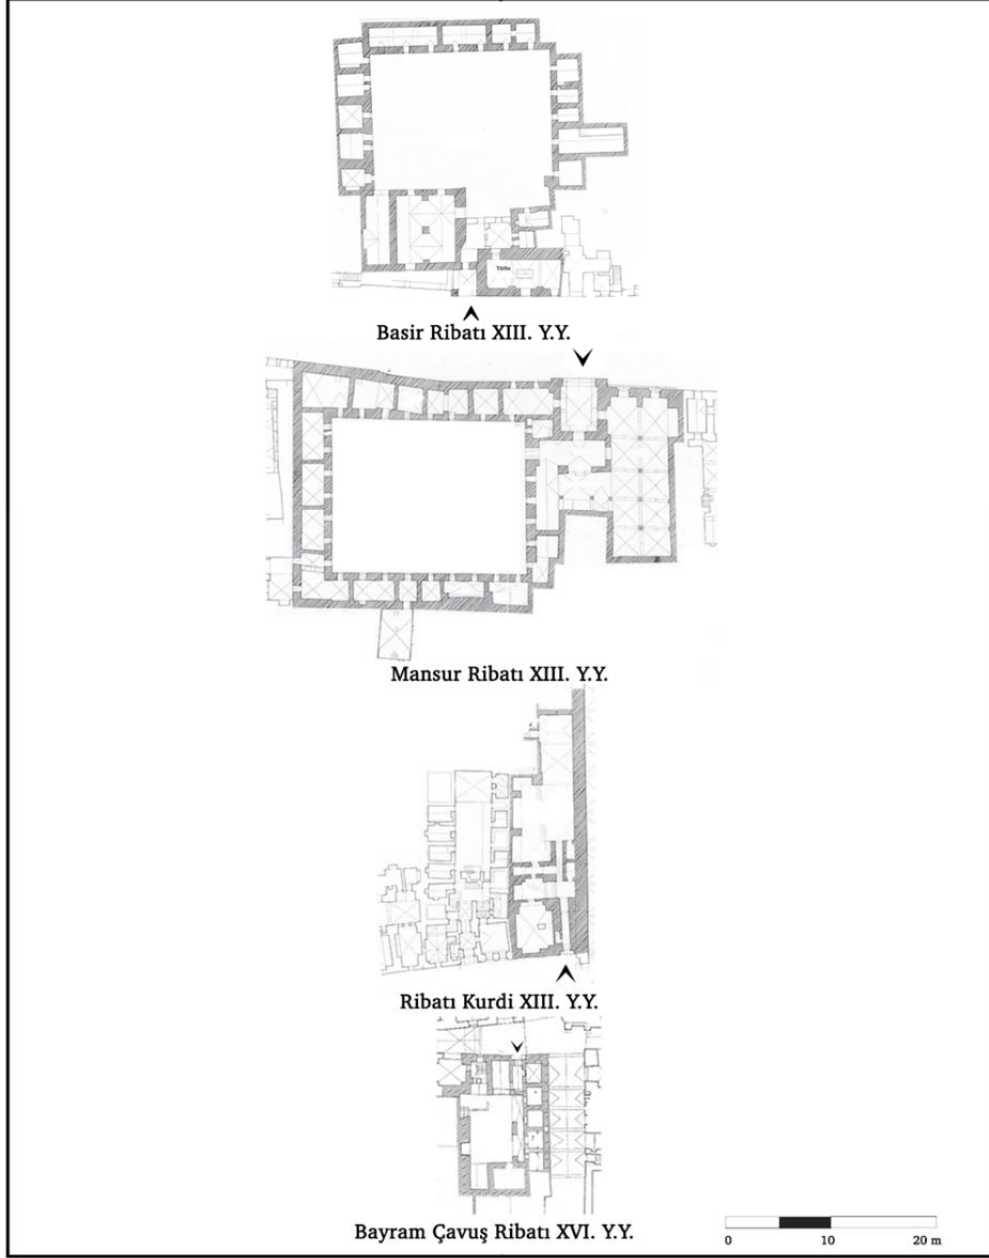 Türbe
Basir Ribatı XIII. Y.Y.
Mansur Ribatı XIII. Y.Y.
Ribatı Kurdi XIII. Y.Y.
Bayram Çavuş Ribatı XVI. Y.Y.
0 10 20 m